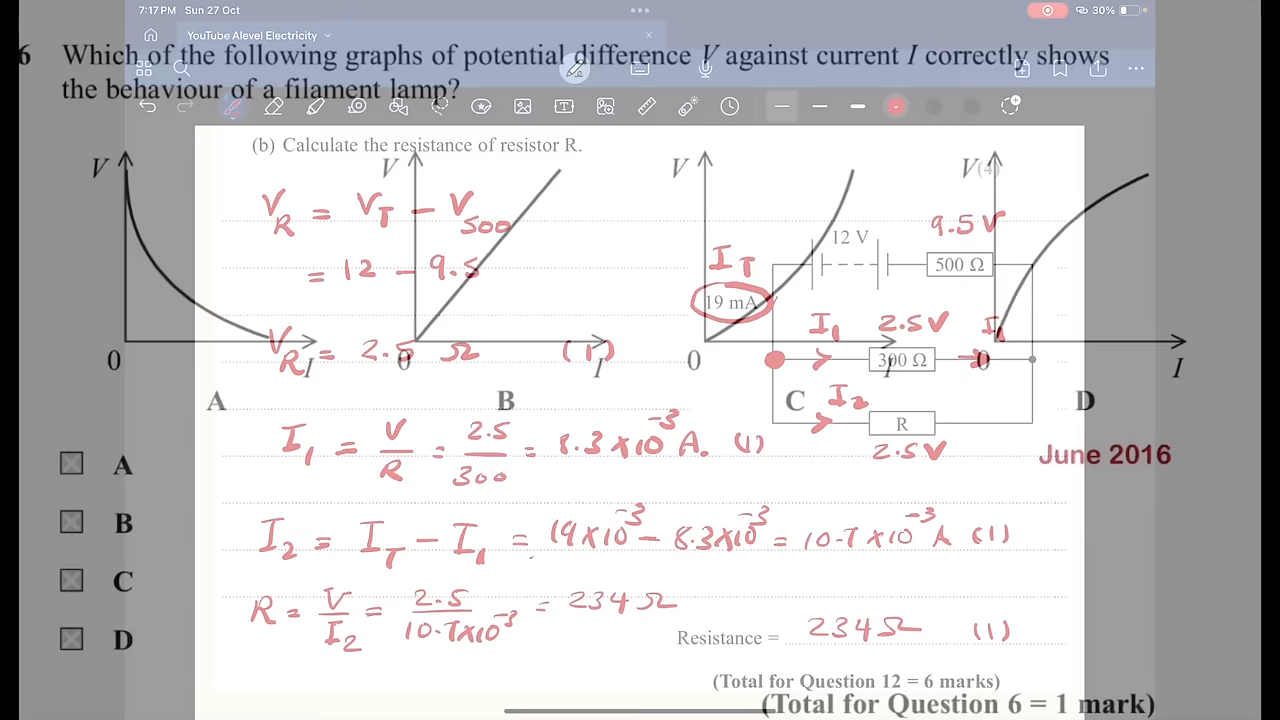 7:17 PM Sun 27 Oct
30%
YouTube Alevel Electricity
6 Which of the following graphs of potential difference V against current I correctly shows
the behaviour of a filament lamp?
(b) Calculate the resistance of resistor R.
(4)
V V V V
V_R = V_T - V_500
= 12 - 9.5
V_R = 2.5 Ω (1)
9.5 V
12 V
500 Ω
I_T
19 mA
I_1 2.5 V I_1
300 Ω
I_2
R
2.5 V
0 I 0 I 0 I 0 I
A B C D
June 2016
I_1 = V/R = 2.5/300 = 8.3 × 10^-3 A. (1)
I_2 = I_T - I_1 = 19×10^-3 - 8.3×10^-3 = 10.7 × 10^-3 A (1)
R = V/I_2 = 2.5/10.7×10^-3 = 234 Ω
Resistance = 234 Ω (1)
A
B
C
D
(Total for Question 12 = 6 marks)
(Total for Question 6 = 1 mark)